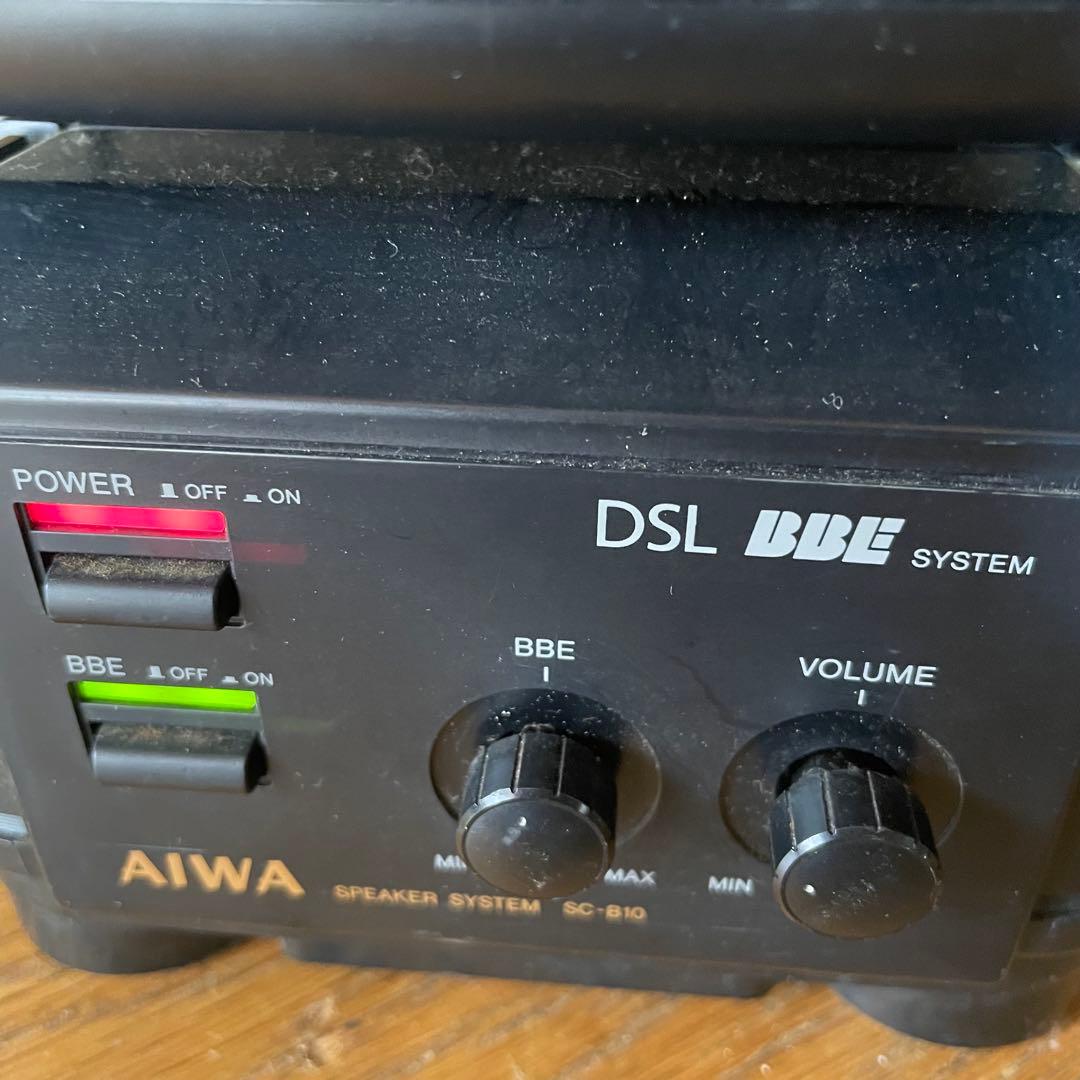 POWER OFF ON
DSL BBE SYSTEM
BBE OFF ON
BBE
VOLUME
MAX
MIN
AIWA SPEAKER SYSTEM SC-B10